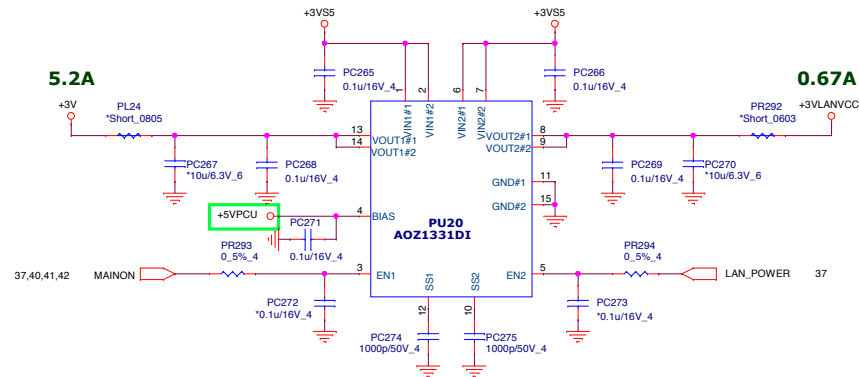 +3VS5
+3VS5
5.2A
0.67A
PC265
0.1u/16V_4
PC266
0.1u/16V_4
1
2
6
7
+3V
PL24
*Short_0805
PR292
*Short_0603
+3VLANVCC
VIN1#1
VIN1#2
VIN2#1
VIN2#2
13
14
VOUT1#1
VOUT1#2
VOUT2#1
VOUT2#2
8
9
PC267
*10u/6.3V_6
PC268
0.1u/16V_4
PC269
0.1u/16V_4
PC270
*10u/6.3V_6
GND#1
11
GND#2
15
+5VPCU
PC271
0.1u/16V_4
4
BIAS
PU20
AOZ1331DI
37,40,41,42
MAINON
PR293
0_5%_4
3
EN1
EN2
5
PR294
0_5%_4
LAN_POWER
37
SS1
SS2
PC272
*0.1u/16V_4
PC273
*0.1u/16V_4
12
10
PC274
1000p/50V_4
PC275
1000p/50V_4